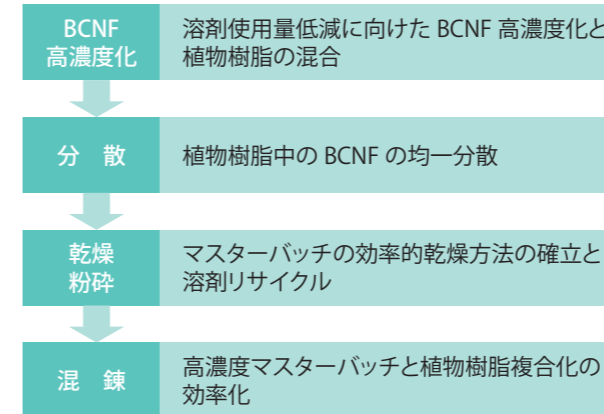 BCNF
高濃度化
溶剤使用量低減に向けた BCNF 高濃度化と
植物樹脂の混合
分 散
植物樹脂中の BCNF の均一分散
乾燥
粉砕
マスターバッチの効率的乾燥方法の確立と
溶剤リサイクル
混 錬
高濃度マスターバッチと植物樹脂複合化の
効率化